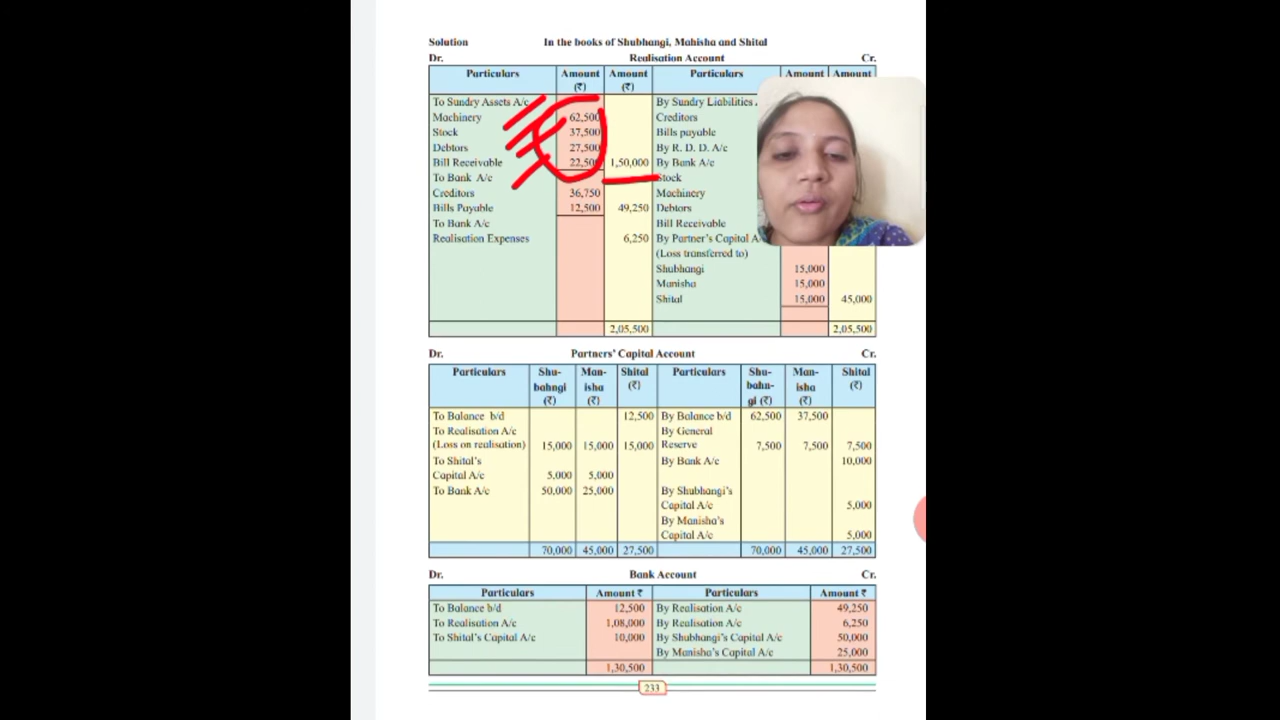 Solution In the books of Shubhangi, Mahisha and Shital
Dr. Realisation Account Cr.
Particulars Amount (₹) Amount (₹) Particulars Amount Amount
To Sundry Assets A/c By Sundry Liabilities
Machinery 62,500 Creditors
Stock 37,500 Bills payable
Debtors 27,500 By R. D. D. A/c
Bill Receivable 22,500 1,50,000 By Bank A/c
To Bank A/c Stock
Creditors 36,750 Machinery
Bills Payable 12,500 49,250 Debtors
To Bank A/c Bill Receivable
Realisation Expenses 6,250 By Partner's Capital A
(Loss transferred to)
Shubhangi 15,000
Manisha 15,000
Shital 15,000 45,000
2,05,500 2,05,500
Dr. Partners' Capital Account Cr.
Particulars Shu- Man- Shital Particulars Shu- Man- Shital
bahngi isha (₹) bahn- isha (₹)
(₹) (₹) gi (₹) (₹)
To Balance b/d 12,500 By Balance b/d 62,500 37,500
To Realisation A/c By General
(Loss on realisation) 15,000 15,000 15,000 Reserve 7,500 7,500 7,500
To Shital's By Bank A/c 10,000
Capital A/c 5,000 5,000
To Bank A/c 50,000 25,000 By Shubhangi's
Capital A/c 5,000
By Manisha's
Capital A/c 5,000
70,000 45,000 27,500 70,000 45,000 27,500
Dr. Bank Account Cr.
Particulars Amount ₹ Particulars Amount ₹
To Balance b/d 12,500 By Realisation A/c 49,250
To Realisation A/c 1,08,000 By Realisation A/c 6,250
To Shital's Capital A/c 10,000 By Shubhangi's Capital A/c 50,000
By Manisha's Capital A/c 25,000
1,30,500 1,30,500
233